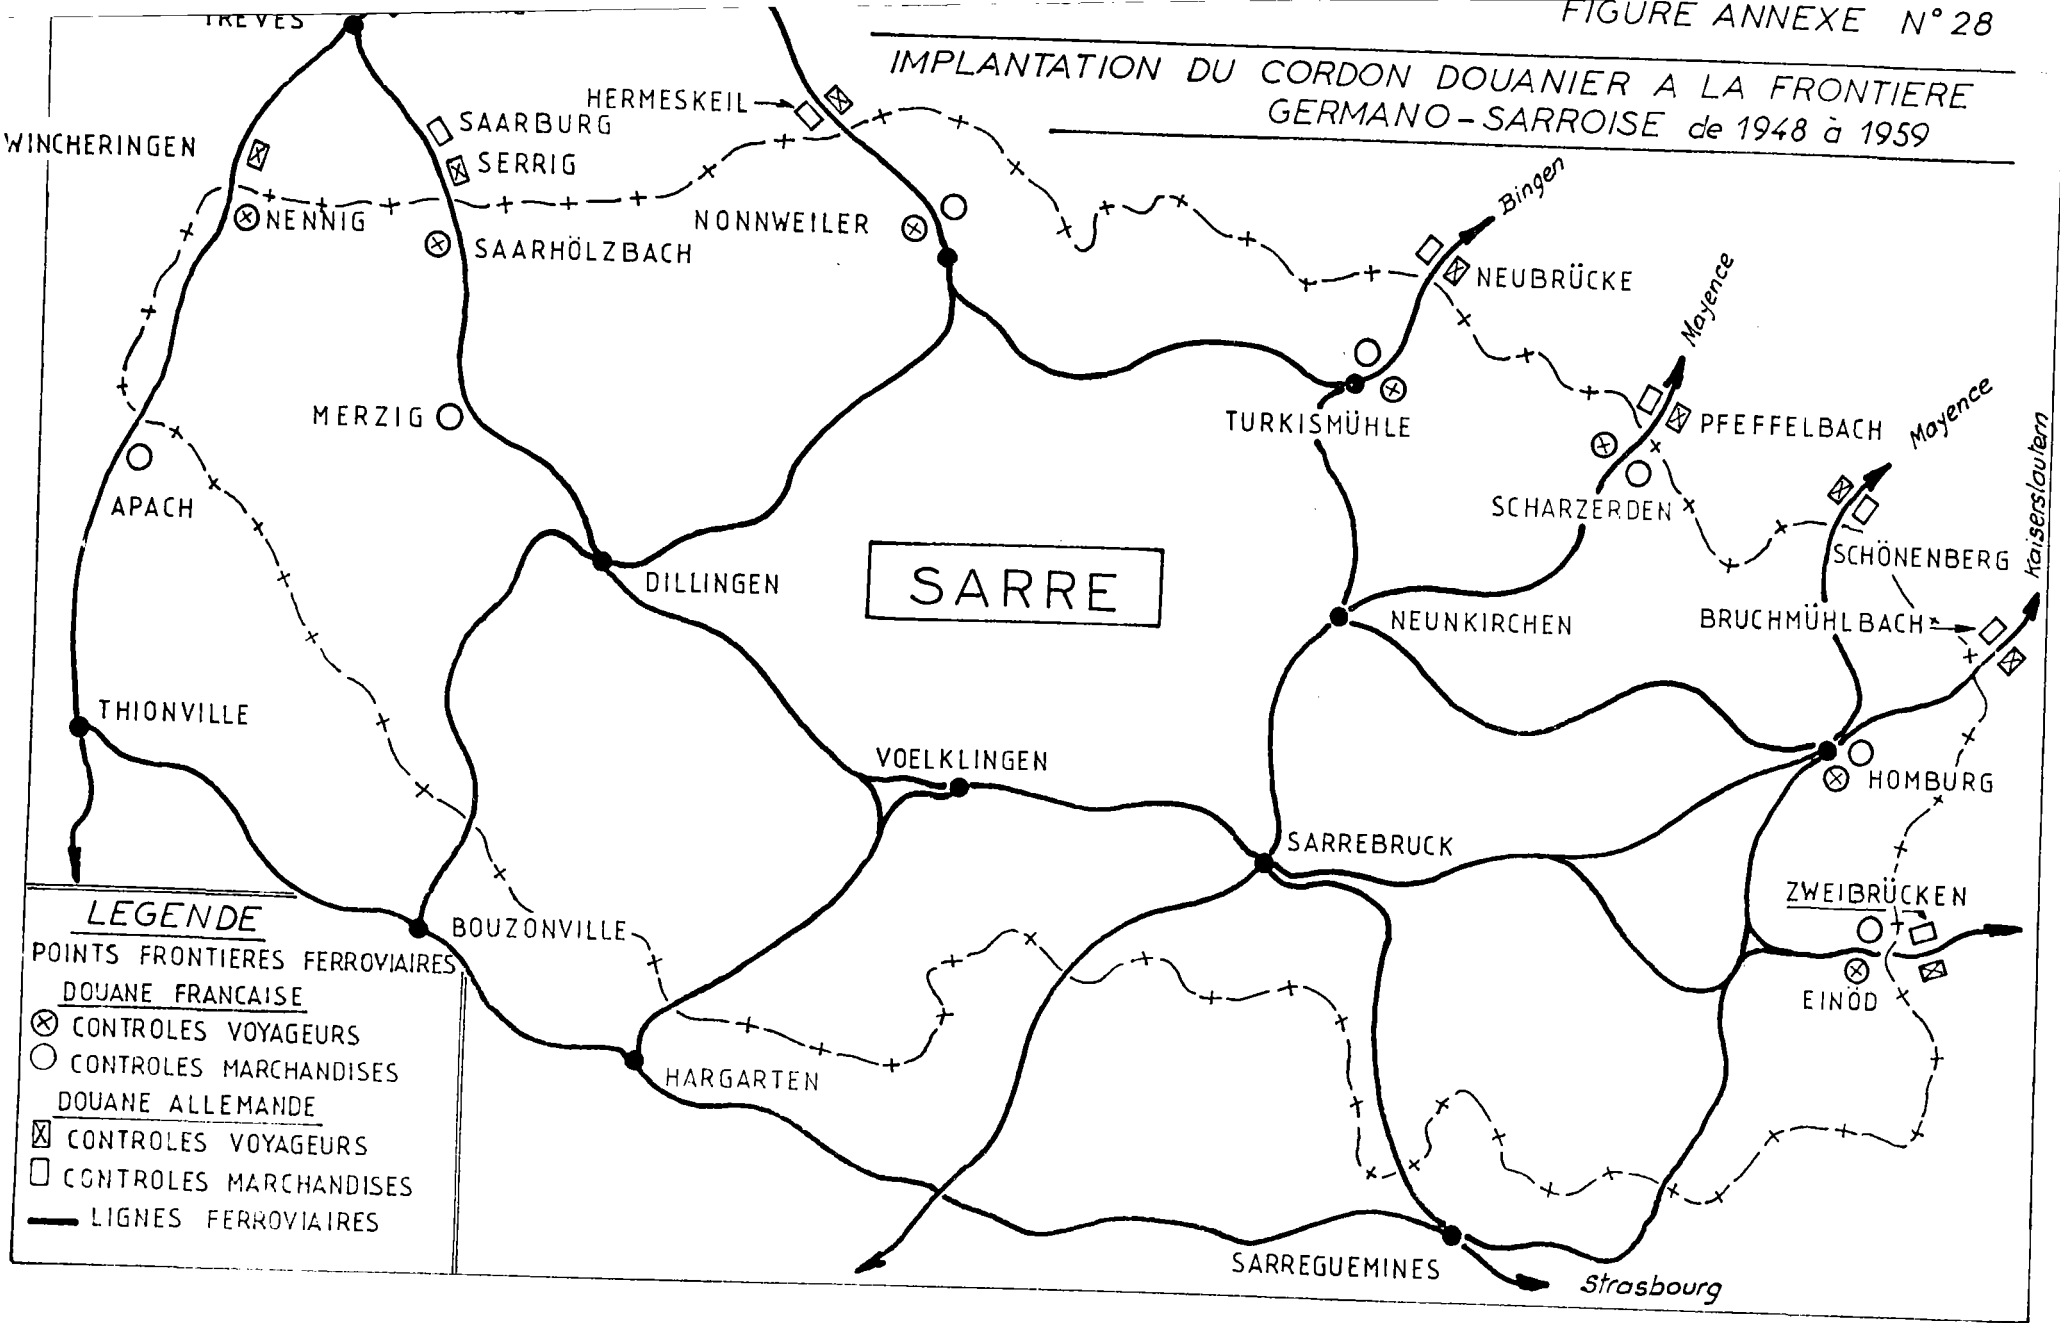 FIGURE ANNEXE N° 28
IMPLANTATION DU CORDON DOUANIER A LA FRONTIERE
GERMANO-SARROISE de 1948 à 1959
TREVES
HERMESKEIL
SAARBURG
WINCHERINGEN
SERRIG
Bingen
NENNIG
NONNWEILER
SAARHÖLZBACH
NEUBRÜCKE
Mayence
MERZIG
TURKISMÜHLE
PFEFFELBACH
Mayence
Kaiserslautern
APACH
SCHARZERDEN
SCHÖNENBERG
DILLINGEN
SARRE
NEUNKIRCHEN
BRUCHMÜHLBACH
THIONVILLE
VOELKLINGEN
HOMBURG
SARREBRUCK
ZWEIBRÜCKEN
BOUZONVILLE
EINÖD
HARGARTEN
SARREGUEMINES
Strasbourg
LEGENDE
POINTS FRONTIERES FERROVIAIRES
DOUANE FRANCAISE
CONTROLES VOYAGEURS
CONTROLES MARCHANDISES
DOUANE ALLEMANDE
CONTROLES VOYAGEURS
CONTROLES MARCHANDISES
LIGNES FERROVIAIRES